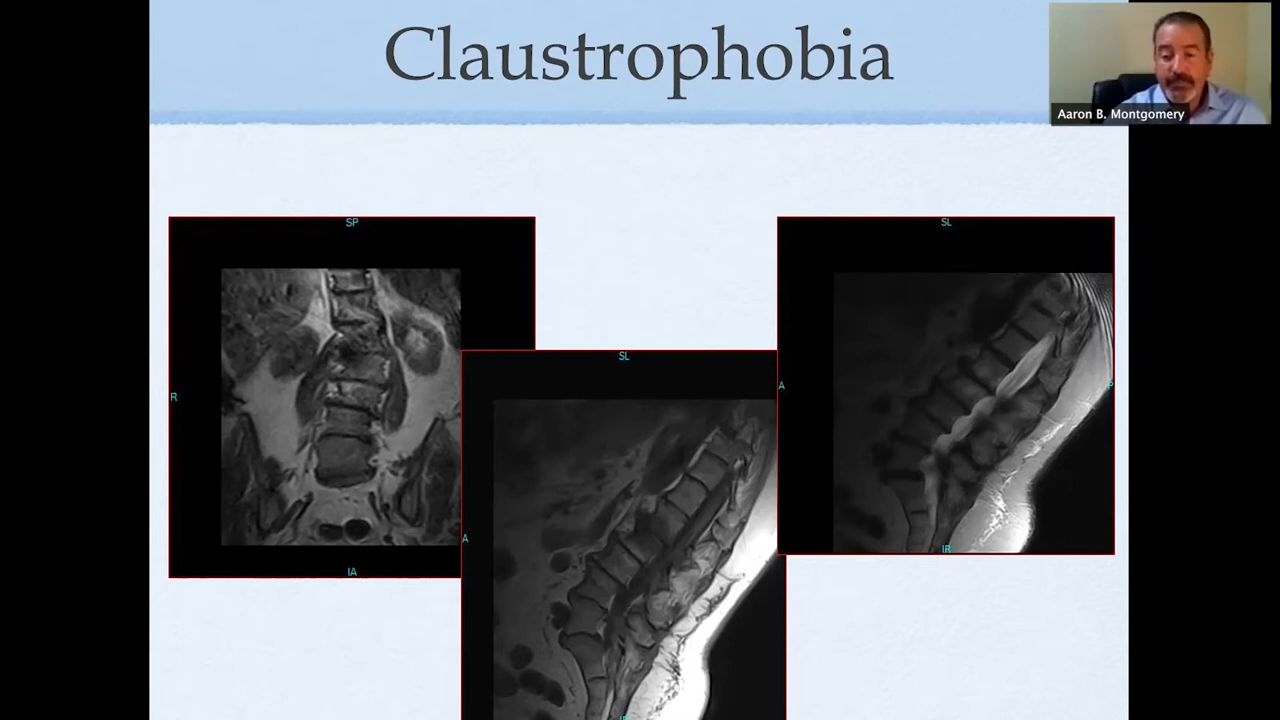 Claustrophobia
Aaron B. Montgomery
SP
R
IA
SL
A
SL
A
P
IR